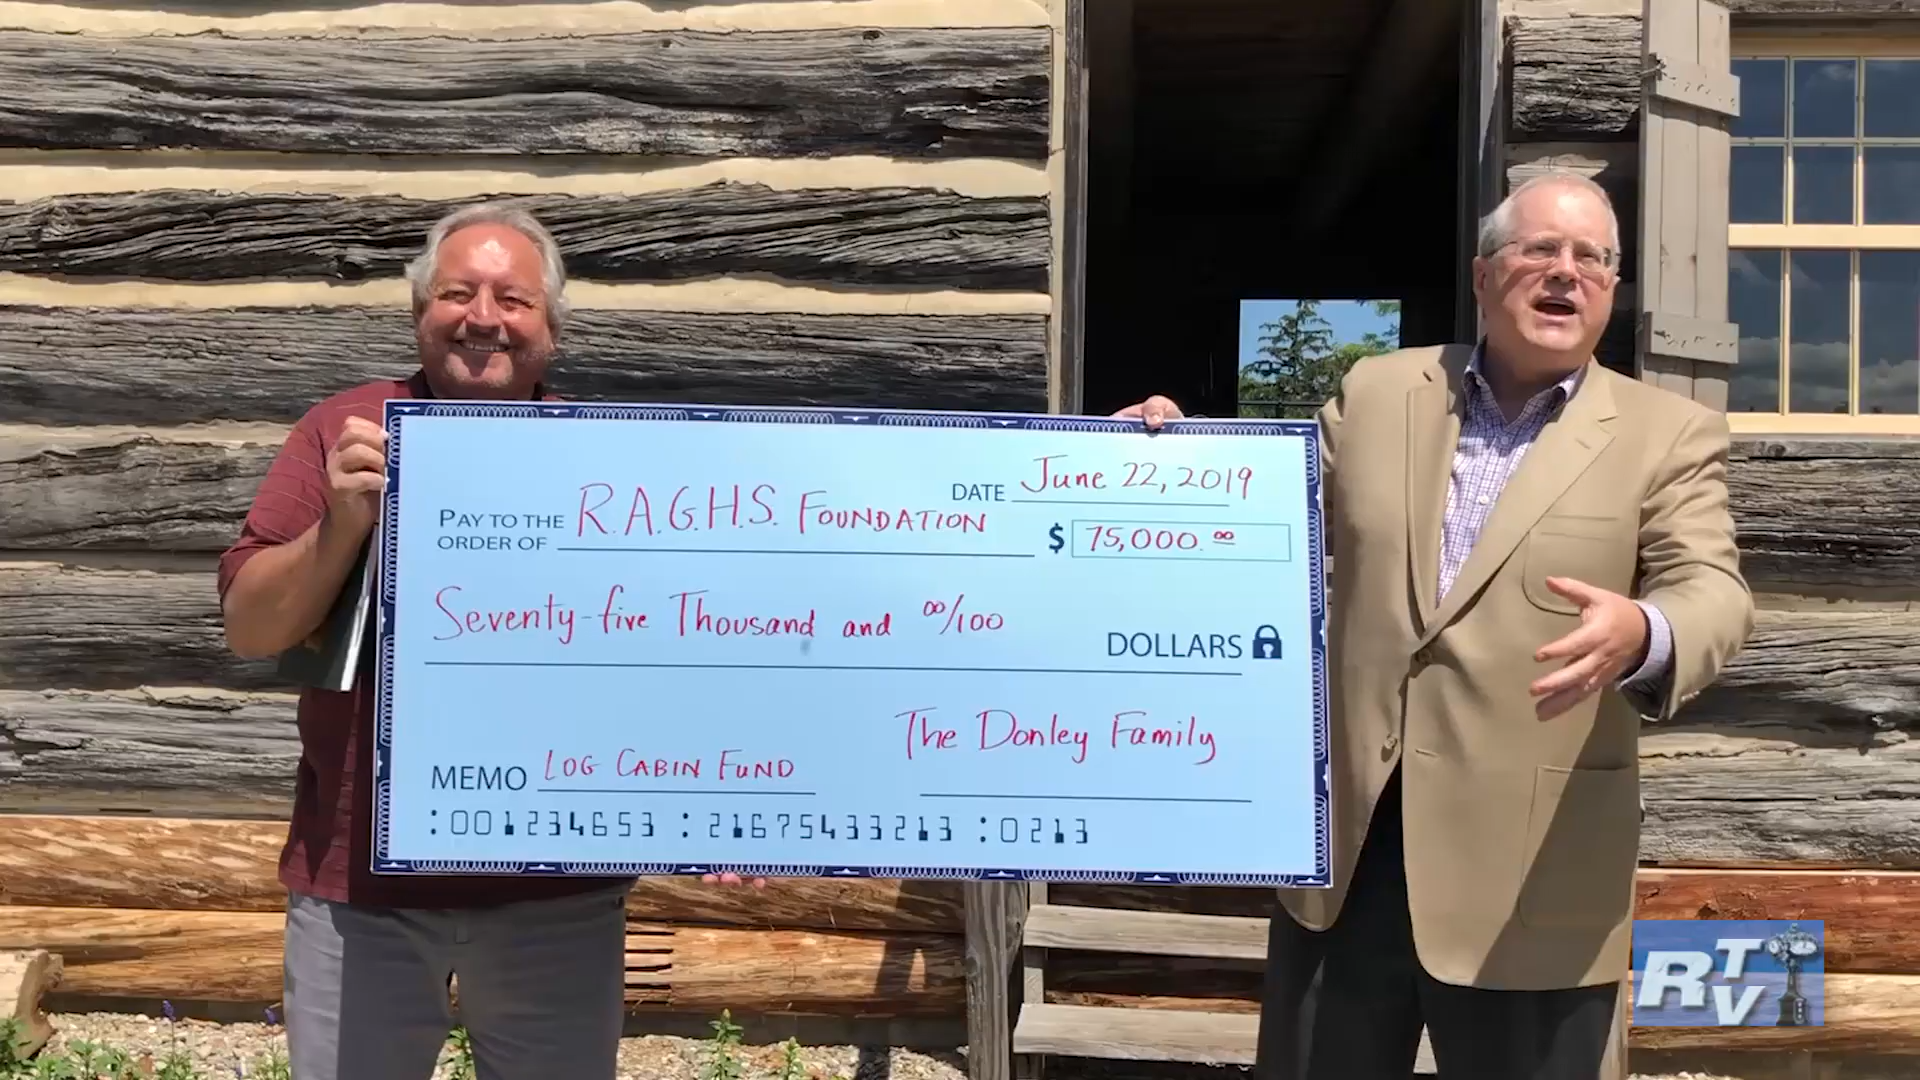 DATE June 22, 2019
PAY TO THE ORDER OF R.A.G.H.S. FOUNDATION $ 75,000.00
Seventy-five Thousand and 00/100 DOLLARS
The Donley Family
MEMO LOG CABIN FUND
:001234653 :21675433213 :0213
RTV